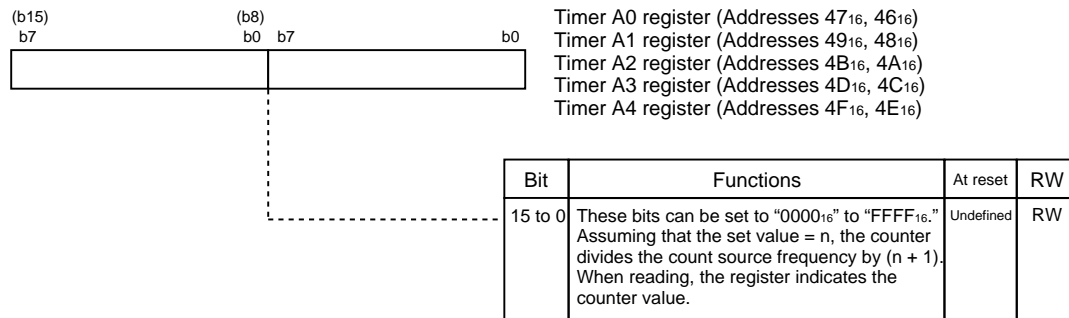 (b15) (b8)
b7 b0 b7 b0
Timer A0 register (Addresses 47₁₆, 46₁₆)
Timer A1 register (Addresses 49₁₆, 48₁₆)
Timer A2 register (Addresses 4B₁₆, 4A₁₆)
Timer A3 register (Addresses 4D₁₆, 4C₁₆)
Timer A4 register (Addresses 4F₁₆, 4E₁₆)
Bit Functions At reset RW
15 to 0 These bits can be set to “0000₁₆” to “FFFF₁₆.” Undefined RW
Assuming that the set value = n, the counter
divides the count source frequency by (n + 1).
When reading, the register indicates the
counter value.